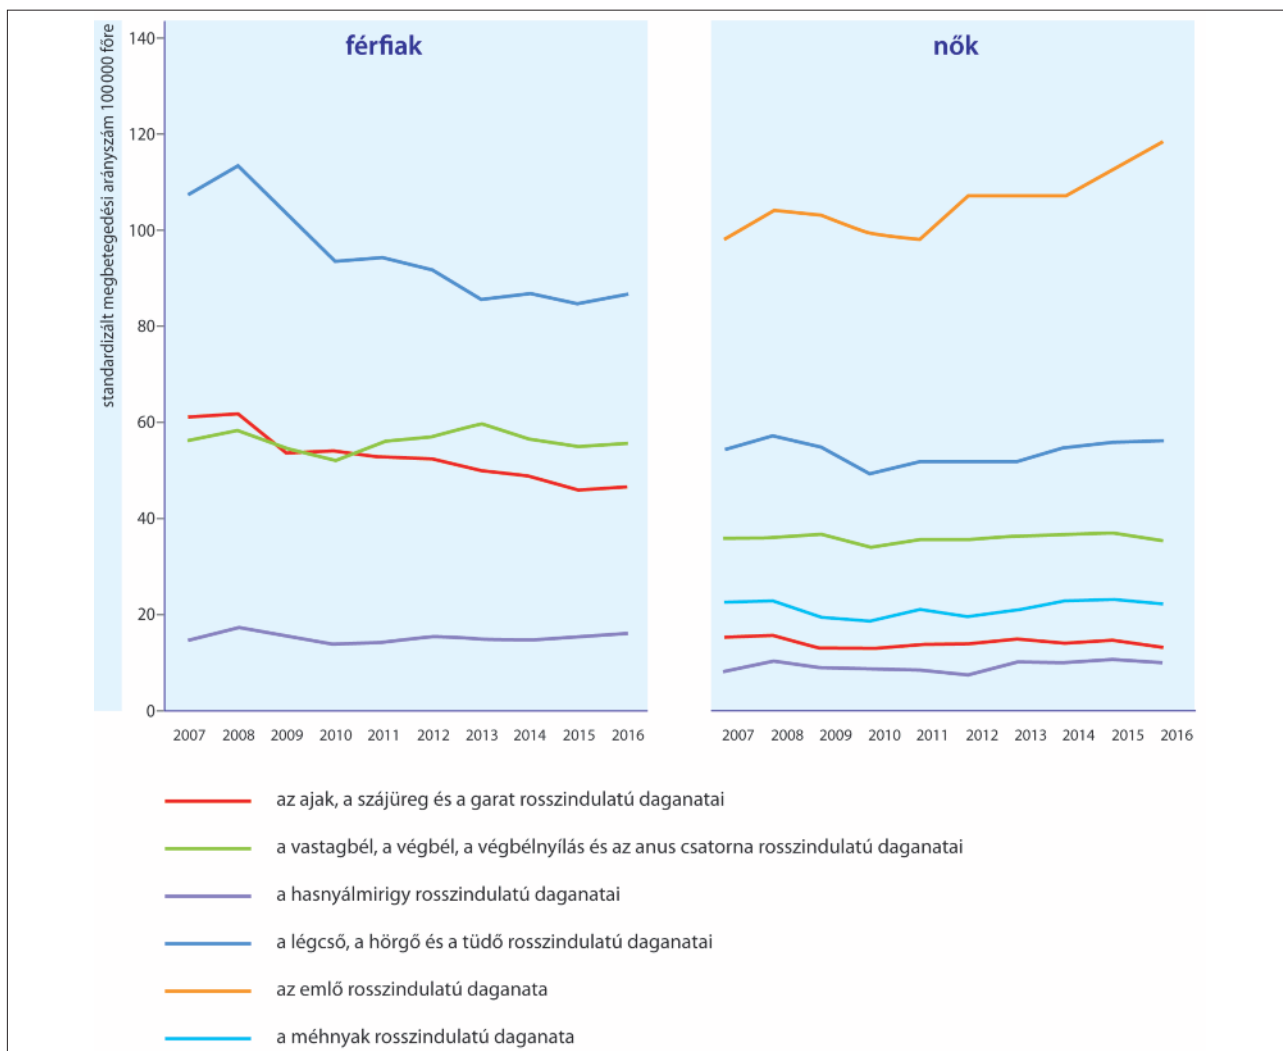 standardizált megbetegedési arányszám 100 000 főre
férfiak
nők
140
120
100
80
60
40
20
0
2007 2008 2009 2010 2011 2012 2013 2014 2015 2016
2007 2008 2009 2010 2011 2012 2013 2014 2015 2016
az ajak, a szájüreg és a garat rosszindulatú daganatai
a vastagbél, a végbél, a végbélnyílás és az anus csatorna rosszindulatú daganatai
a hasnyálmirigy rosszindulatú daganatai
a légcső, a hörgő és a tüdő rosszindulatú daganatai
az emlő rosszindulatú daganata
a méhnyak rosszindulatú daganata